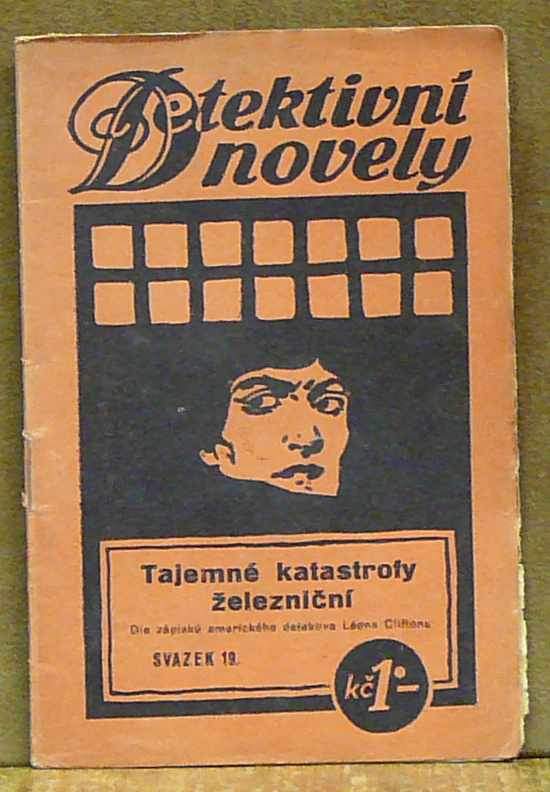 Detektivní
novely
Tajemné katastrofy
železniční
Dle zápisků amerického detektiva Léona Cliftona
SVAZEK 19.
kč 1·–